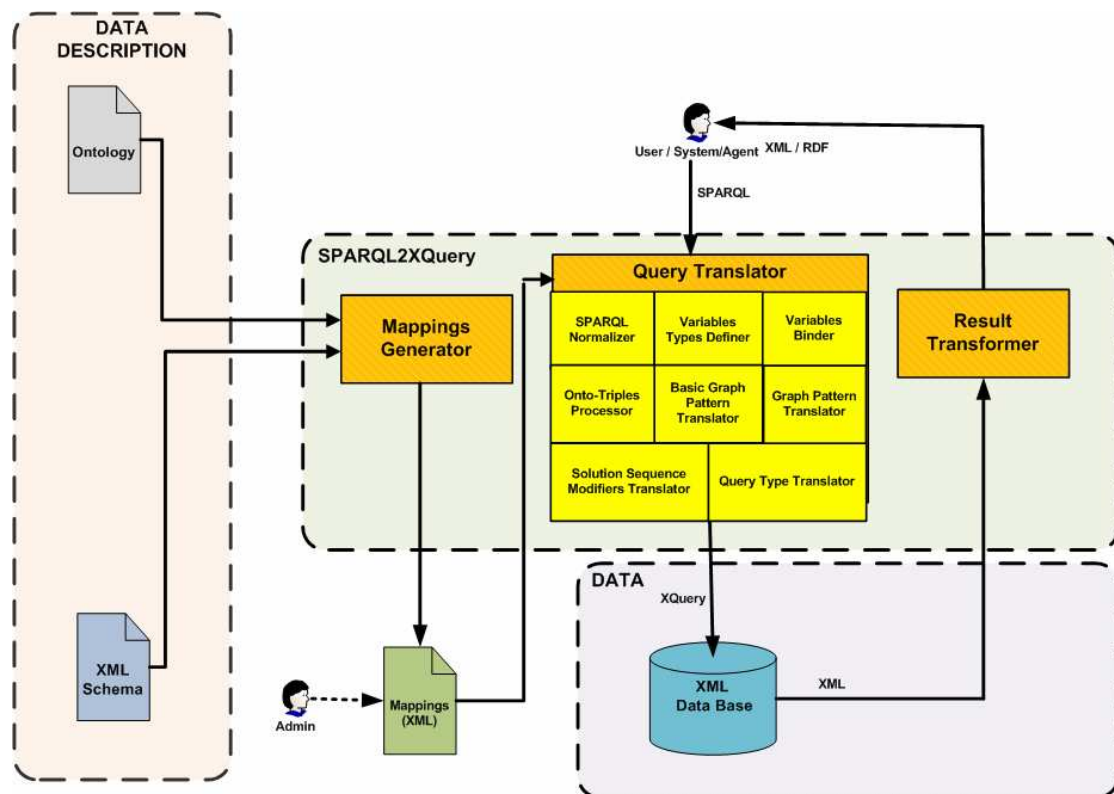 DATA
DESCRIPTION
Ontology
XML
Schema
User / System/Agent
XML / RDF
SPARQL
SPARQL2XQuery
Mappings
Generator
Query Translator
SPARQL
Normalizer
Variables
Types Definer
Variables
Binder
Onto-Triples
Processor
Basic Graph
Pattern
Translator
Graph Pattern
Translator
Solution Sequence
Modifiers Translator
Query Type Translator
Result
Transformer
Admin
Mappings
(XML)
DATA
XQuery
XML
Data Base
XML